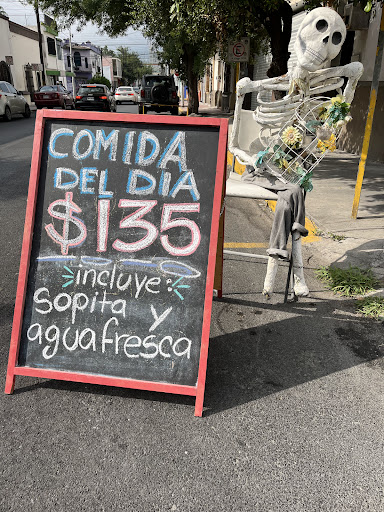 COMIDA
DEL DIA
$135
incluye
Sopita y
agua fresca